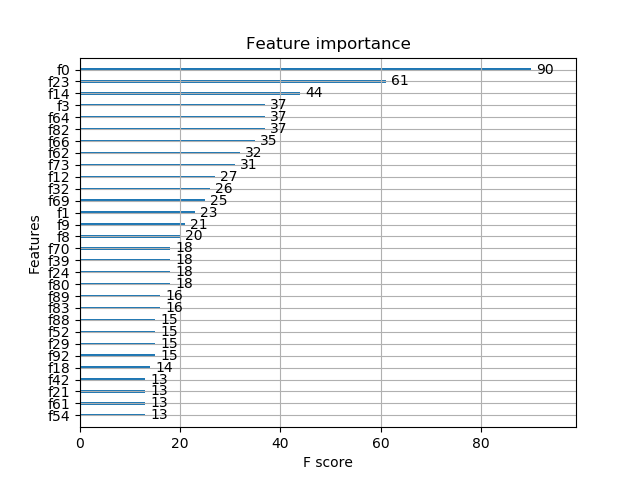 Feature importance
f0 90
f23 61
f14 44
f3 37
f64 37
f82 37
f66 35
f62 32
f73 31
f12 27
f32 26
f69 25
f1 23
f9 21
f8 20
f70 18
f39 18
f24 18
f80 18
f89 16
f83 16
f88 15
f52 15
f29 15
f92 15
f18 14
f42 13
f21 13
f61 13
f54 13
0 20 40 60 80
F score
Features